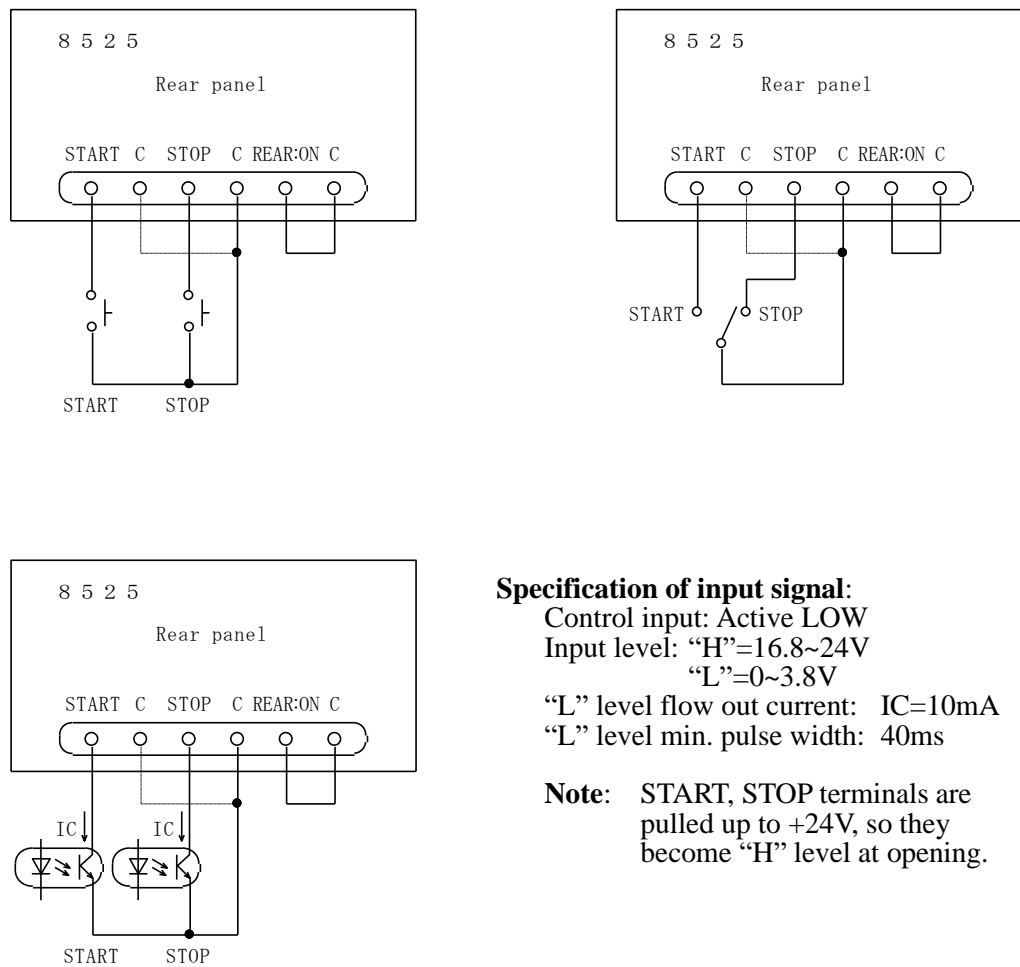 8 5 2 5
Rear panel
START C STOP C REAR:ON C
START STOP
8 5 2 5
Rear panel
START C STOP C REAR:ON C
START STOP
8 5 2 5
Rear panel
START C STOP C REAR:ON C
IC IC
START STOP
Specification of input signal:
Control input: Active LOW
Input level: “H”=16.8~24V
“L”=0~3.8V
“L” level flow out current: IC=10mA
“L” level min. pulse width: 40ms
Note: START, STOP terminals are
pulled up to +24V, so they
become “H” level at opening.